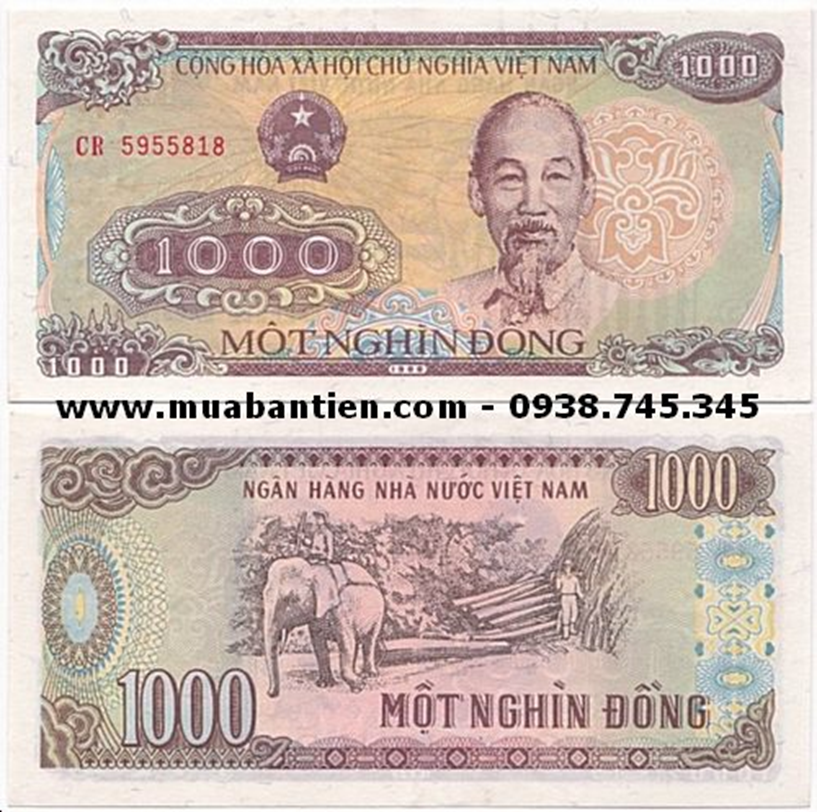 CỘNG HÒA XÃ HỘI CHỦ NGHĨA VIỆT NAM
1000
CR 5955818
1000
MỘT NGHÌN ĐỒNG
1000
1988
www.muabantien.com - 0938.745.345
NGÂN HÀNG NHÀ NƯỚC VIỆT NAM
1000
1000
MỘT NGHÌN ĐỒNG